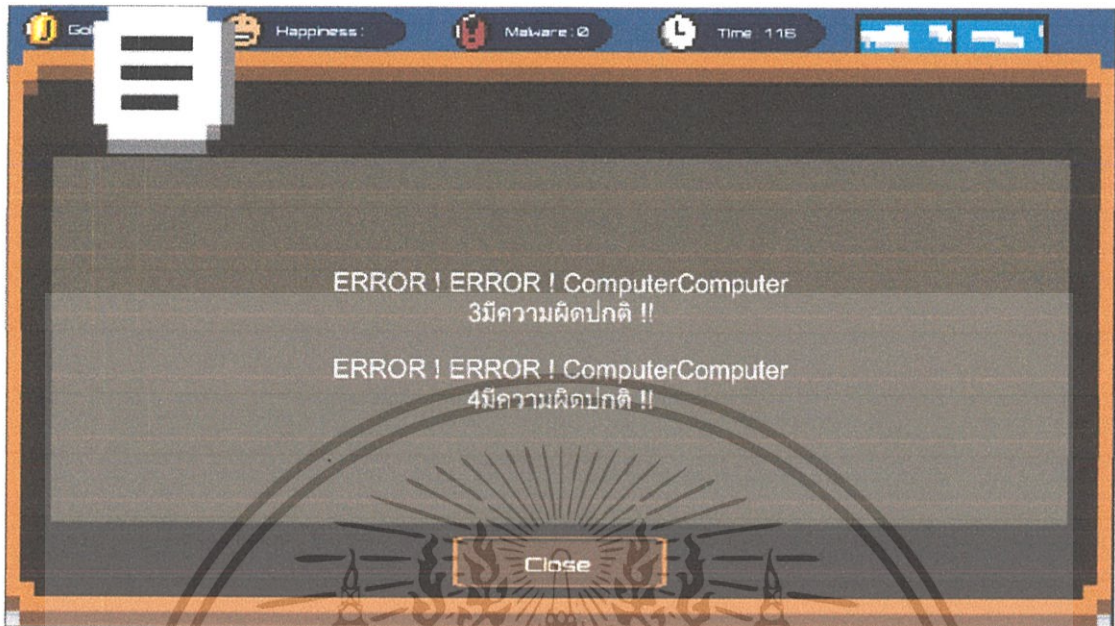 Happiness:
Malware:0
Time: 116
ERROR ! ERROR ! ComputerComputer
3มีความผิดปกติ !!
ERROR ! ERROR ! ComputerComputer
4มีความผิดปกติ !!
Close